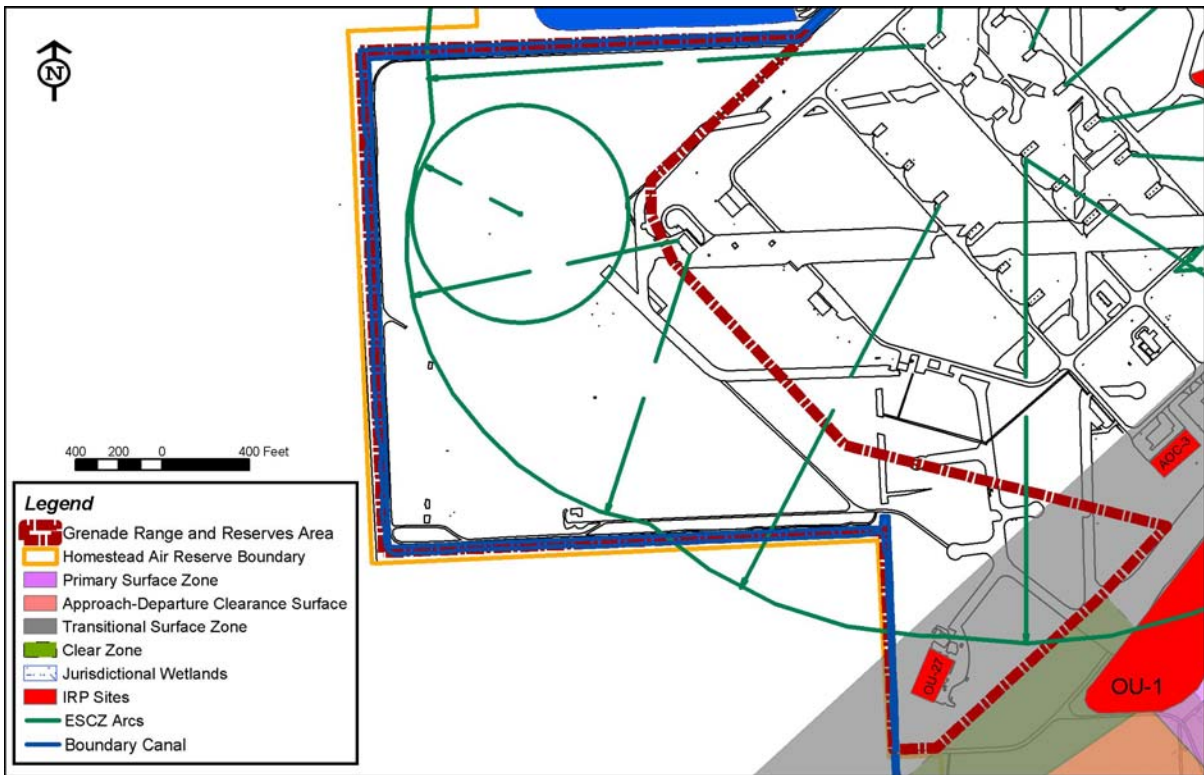 N
400 200 0 400 Feet
Legend
Grenade Range and Reserves Area
Homestead Air Reserve Boundary
Primary Surface Zone
Approach-Departure Clearance Surface
Transitional Surface Zone
Clear Zone
Jurisdictional Wetlands
IRP Sites
ESCZ Arcs
Boundary Canal
AOC-3
OU-27
OU-1